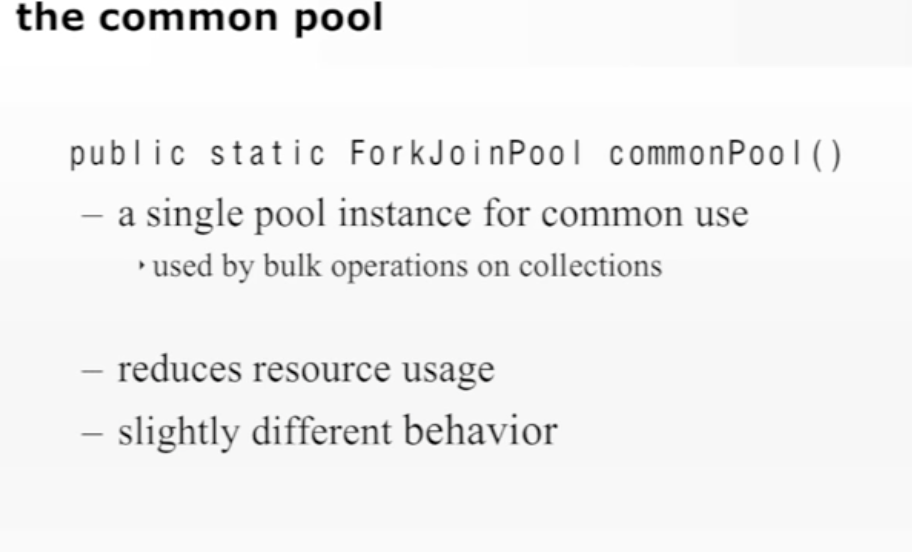 the common pool
public static ForkJoinPool commonPool()
– a single pool instance for common use
‣ used by bulk operations on collections
– reduces resource usage
– slightly different behavior